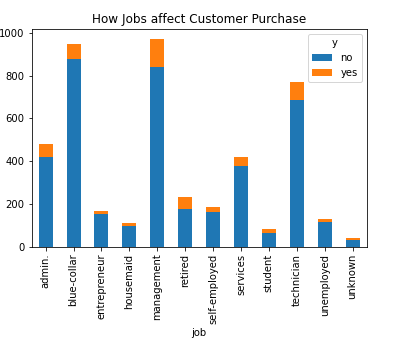 How Jobs affect Customer Purchase
y
no
yes
1000
800
600
400
200
0
admin.
blue-collar
entrepreneur
housemaid
management
retired
self-employed
services
student
technician
unemployed
unknown
job